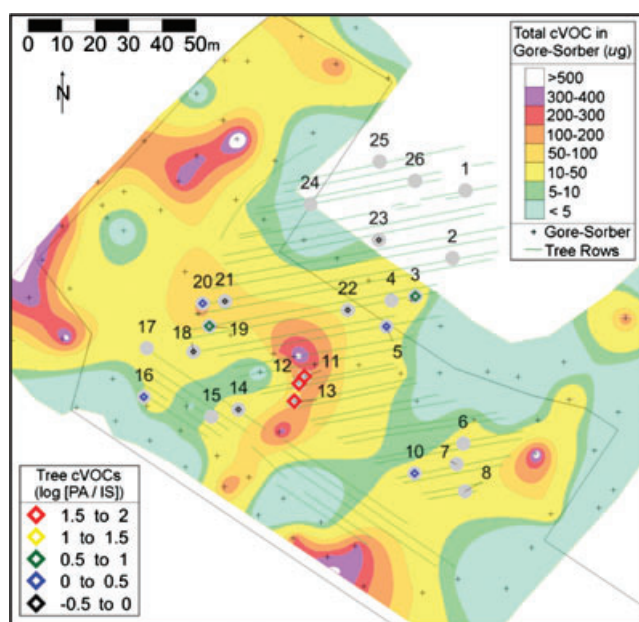 0 10 20 30 40 50m
N
Total cVOC in
Gore-Sorber (ug)
>500
300-400
200-300
100-200
50-100
10-50
5-10
< 5
+ Gore-Sorber
Tree Rows
25
26
1
24
23
2
20 21
22
4
3
17
18
19
5
12
11
16
13
15
14
6
7
10
8
Tree cVOCs
(log [PA / IS])
1.5 to 2
1 to 1.5
0.5 to 1
0 to 0.5
-0.5 to 0